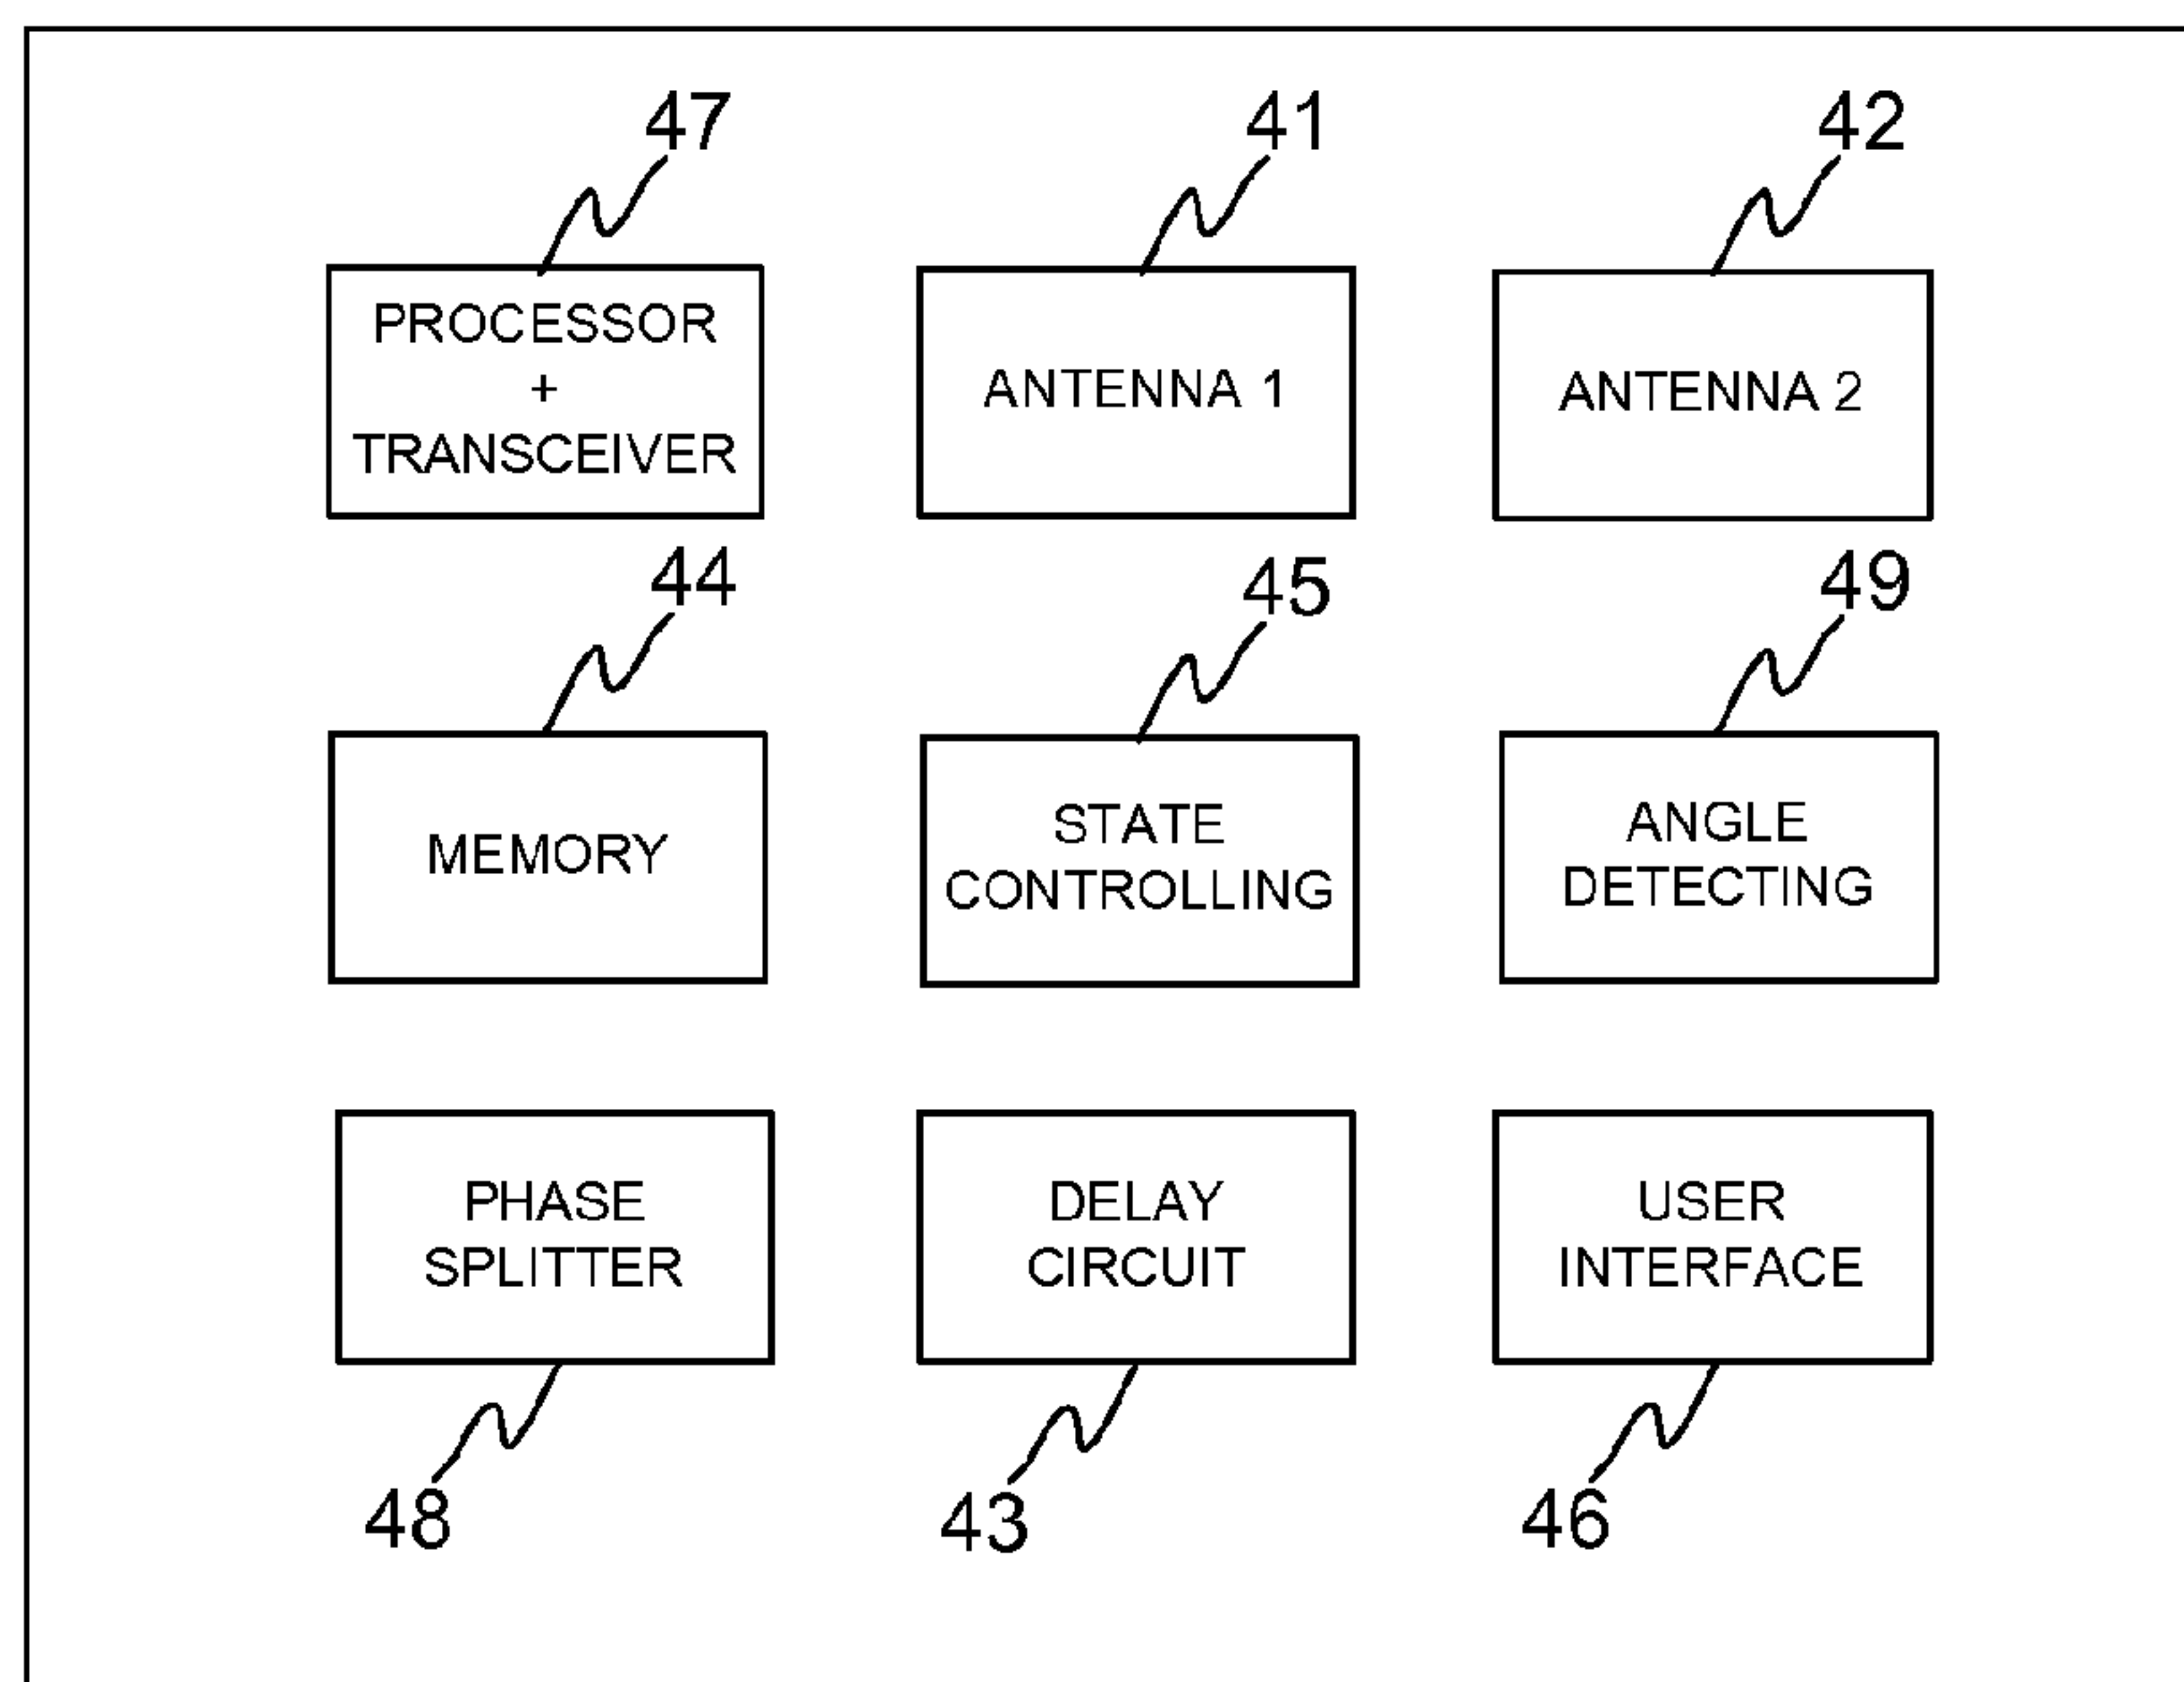 47
41
42
PROCESSOR
+
TRANSCEIVER
ANTENNA 1
ANTENNA 2
44
45
49
MEMORY
STATE
CONTROLLING
ANGLE
DETECTING
PHASE
SPLITTER
DELAY
CIRCUIT
USER
INTERFACE
48
43
46